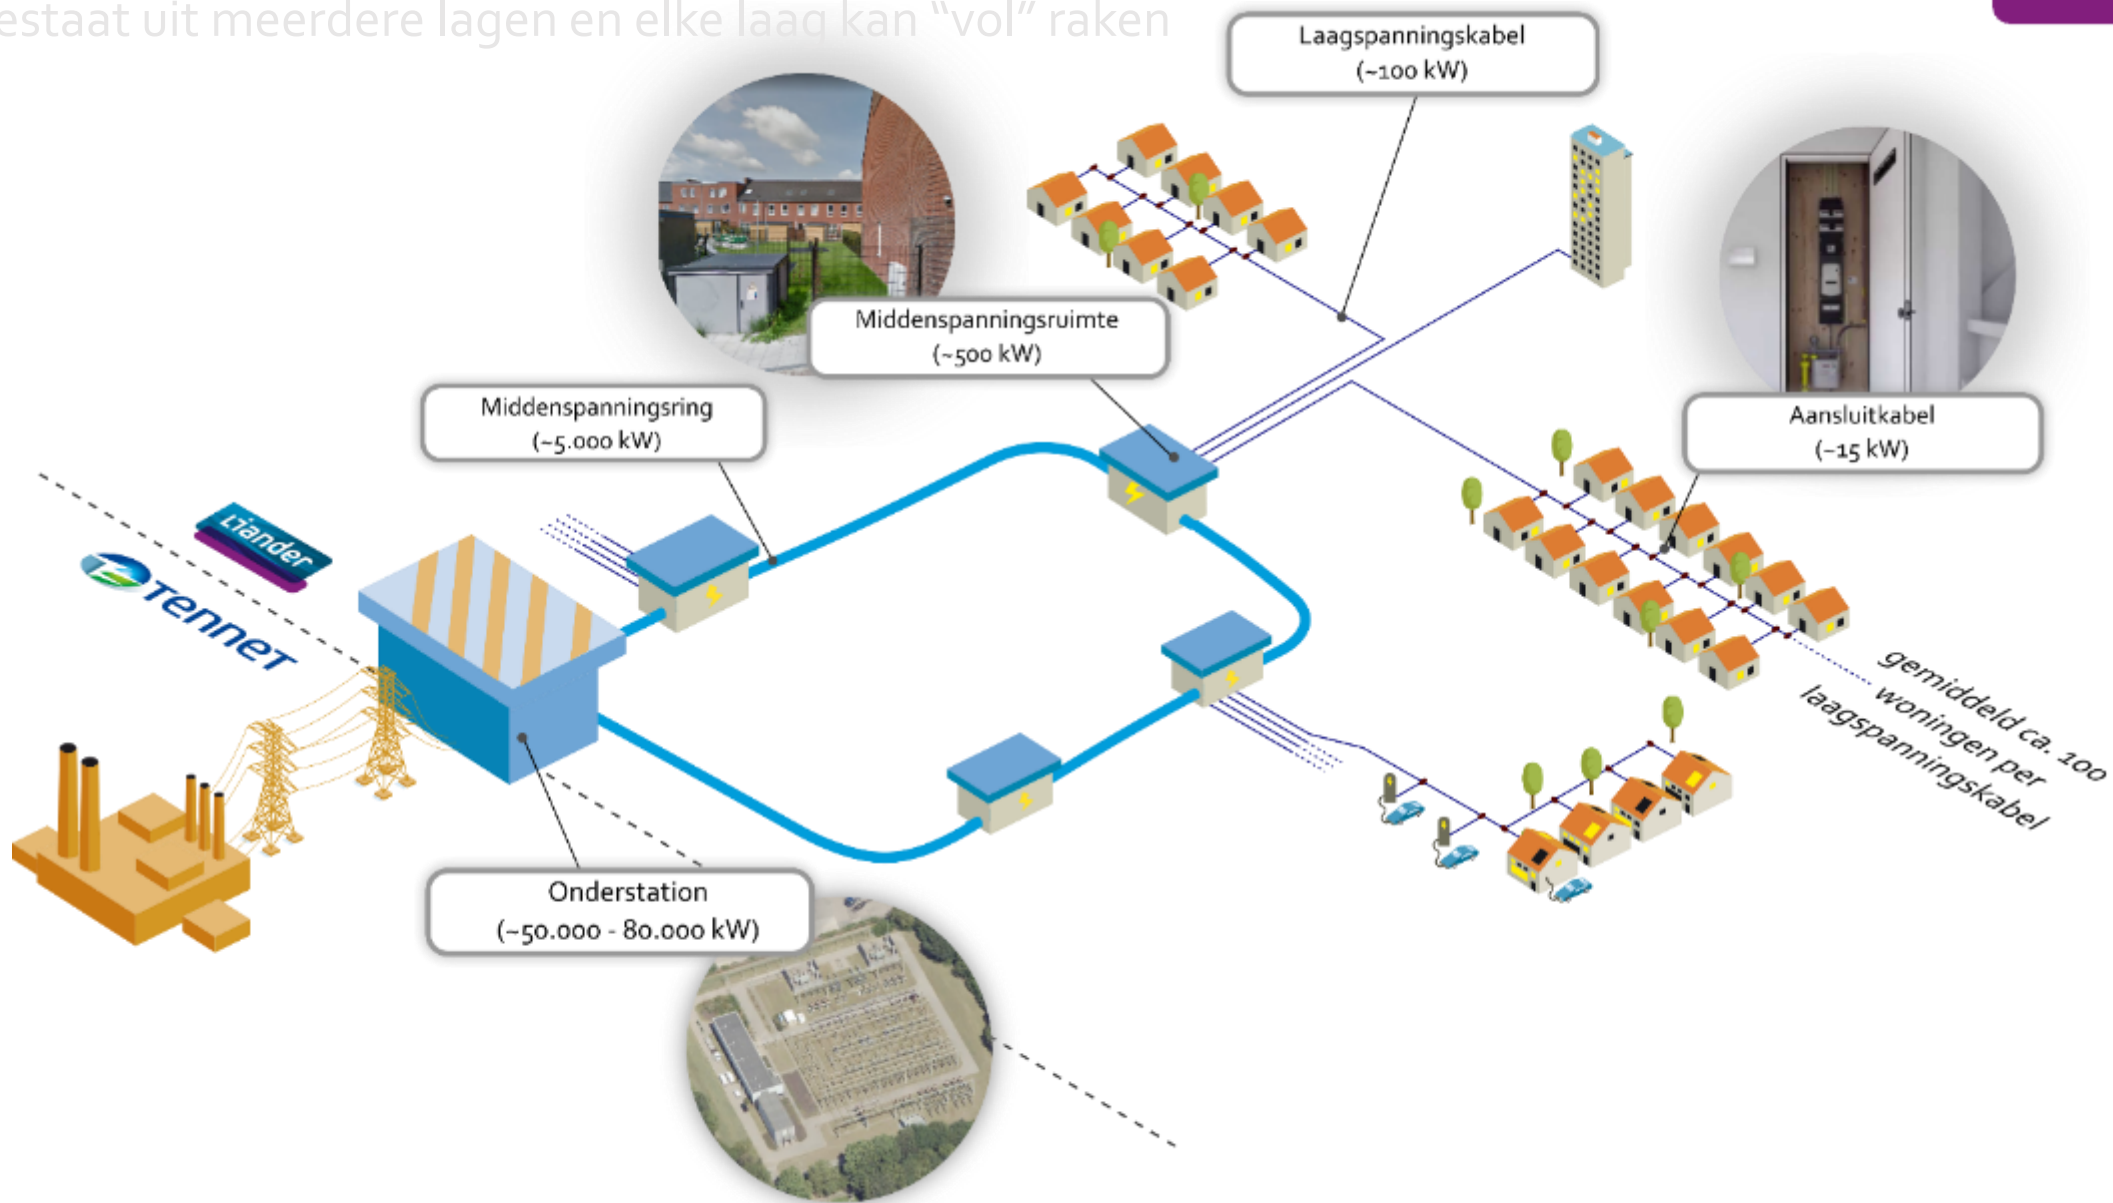 estaat uit meerdere lagen en elke laag kan “vol” raken
Laagspanningskabel
(~100 kW)
Middenspanningsruimte
(~500 kW)
Middenspanningsring
(~5.000 kW)
Aansluitkabel
(~15 kW)
Liander
TenneT
gemiddeld ca. 100
woningen per
laagspanningskabel
Onderstation
(~50.000 - 80.000 kW)